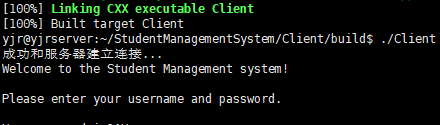 [100%] Linking CXX executable Client
[100%] Built target Client
yjr@yjrserver:~/StudentManagementSystem/Client/build$ ./Client
成功和服务器建立连接...
Welcome to the Student Management system!
Please enter your username and password.